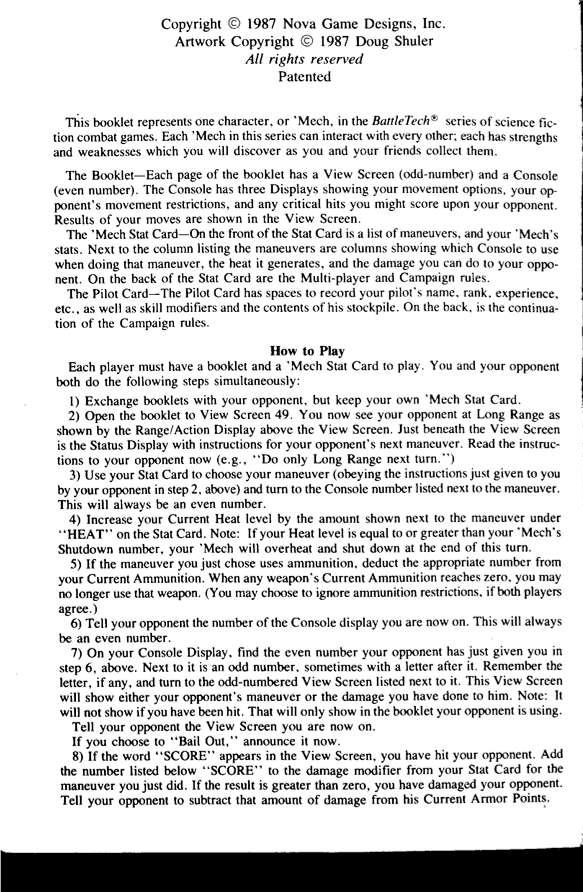 Copyright © 1987 Nova Game Designs, Inc.
Artwork Copyright © 1987 Doug Shuler
All rights reserved
Patented
This booklet represents one character, or 'Mech, in the BattleTech® series of science fic-
tion combat games. Each 'Mech in this series can interact with every other; each has strengths
and weaknesses which you will discover as you and your friends collect them.
The Booklet—Each page of the booklet has a View Screen (odd-number) and a Console
(even number). The Console has three Displays showing your movement options, your op-
ponent's movement restrictions, and any critical hits you might score upon your opponent.
Results of your moves are shown in the View Screen.
The 'Mech Stat Card—On the front of the Stat Card is a list of maneuvers, and your 'Mech's
stats. Next to the column listing the maneuvers are columns showing which Console to use
when doing that maneuver, the heat it generates, and the damage you can do to your oppo-
nent. On the back of the Stat Card are the Multi-player and Campaign rules.
The Pilot Card—The Pilot Card has spaces to record your pilot's name, rank, experience,
etc., as well as skill modifiers and the contents of his stockpile. On the back, is the continua-
tion of the Campaign rules.
How to Play
Each player must have a booklet and a 'Mech Stat Card to play. You and your opponent
both do the following steps simultaneously:
1) Exchange booklets with your opponent, but keep your own 'Mech Stat Card.
2) Open the booklet to View Screen 49. You now see your opponent at Long Range as
shown by the Range/Action Display above the View Screen. Just beneath the View Screen
is the Status Display with instructions for your opponent's next maneuver. Read the instruc-
tions to your opponent now (e.g., "Do only Long Range next turn.")
3) Use your Stat Card to choose your maneuver (obeying the instructions just given to you
by your opponent in step 2, above) and turn to the Console number listed next to the maneuver.
This will always be an even number.
4) Increase your Current Heat level by the amount shown next to the maneuver under
"HEAT" on the Stat Card. Note: If your Heat level is equal to or greater than your 'Mech's
Shutdown number, your 'Mech will overheat and shut down at the end of this turn.
5) If the maneuver you just chose uses ammunition, deduct the appropriate number from
your Current Ammunition. When any weapon's Current Ammunition reaches zero, you may
no longer use that weapon. (You may choose to ignore ammunition restrictions, if both players
agree.)
6) Tell your opponent the number of the Console display you are now on. This will always
be an even number.
7) On your Console Display, find the even number your opponent has just given you in
step 6, above. Next to it is an odd number, sometimes with a letter after it. Remember the
letter, if any, and turn to the odd-numbered View Screen listed next to it. This View Screen
will show either your opponent's maneuver or the damage you have done to him. Note: It
will not show if you have been hit. That will only show in the booklet your opponent is using.
Tell your opponent the View Screen you are now on.
If you choose to "Bail Out," announce it now.
8) If the word "SCORE" appears in the View Screen, you have hit your opponent. Add
the number listed below "SCORE" to the damage modifier from your Stat Card for the
maneuver you just did. If the result is greater than zero, you have damaged your opponent.
Tell your opponent to subtract that amount of damage from his Current Armor Points.